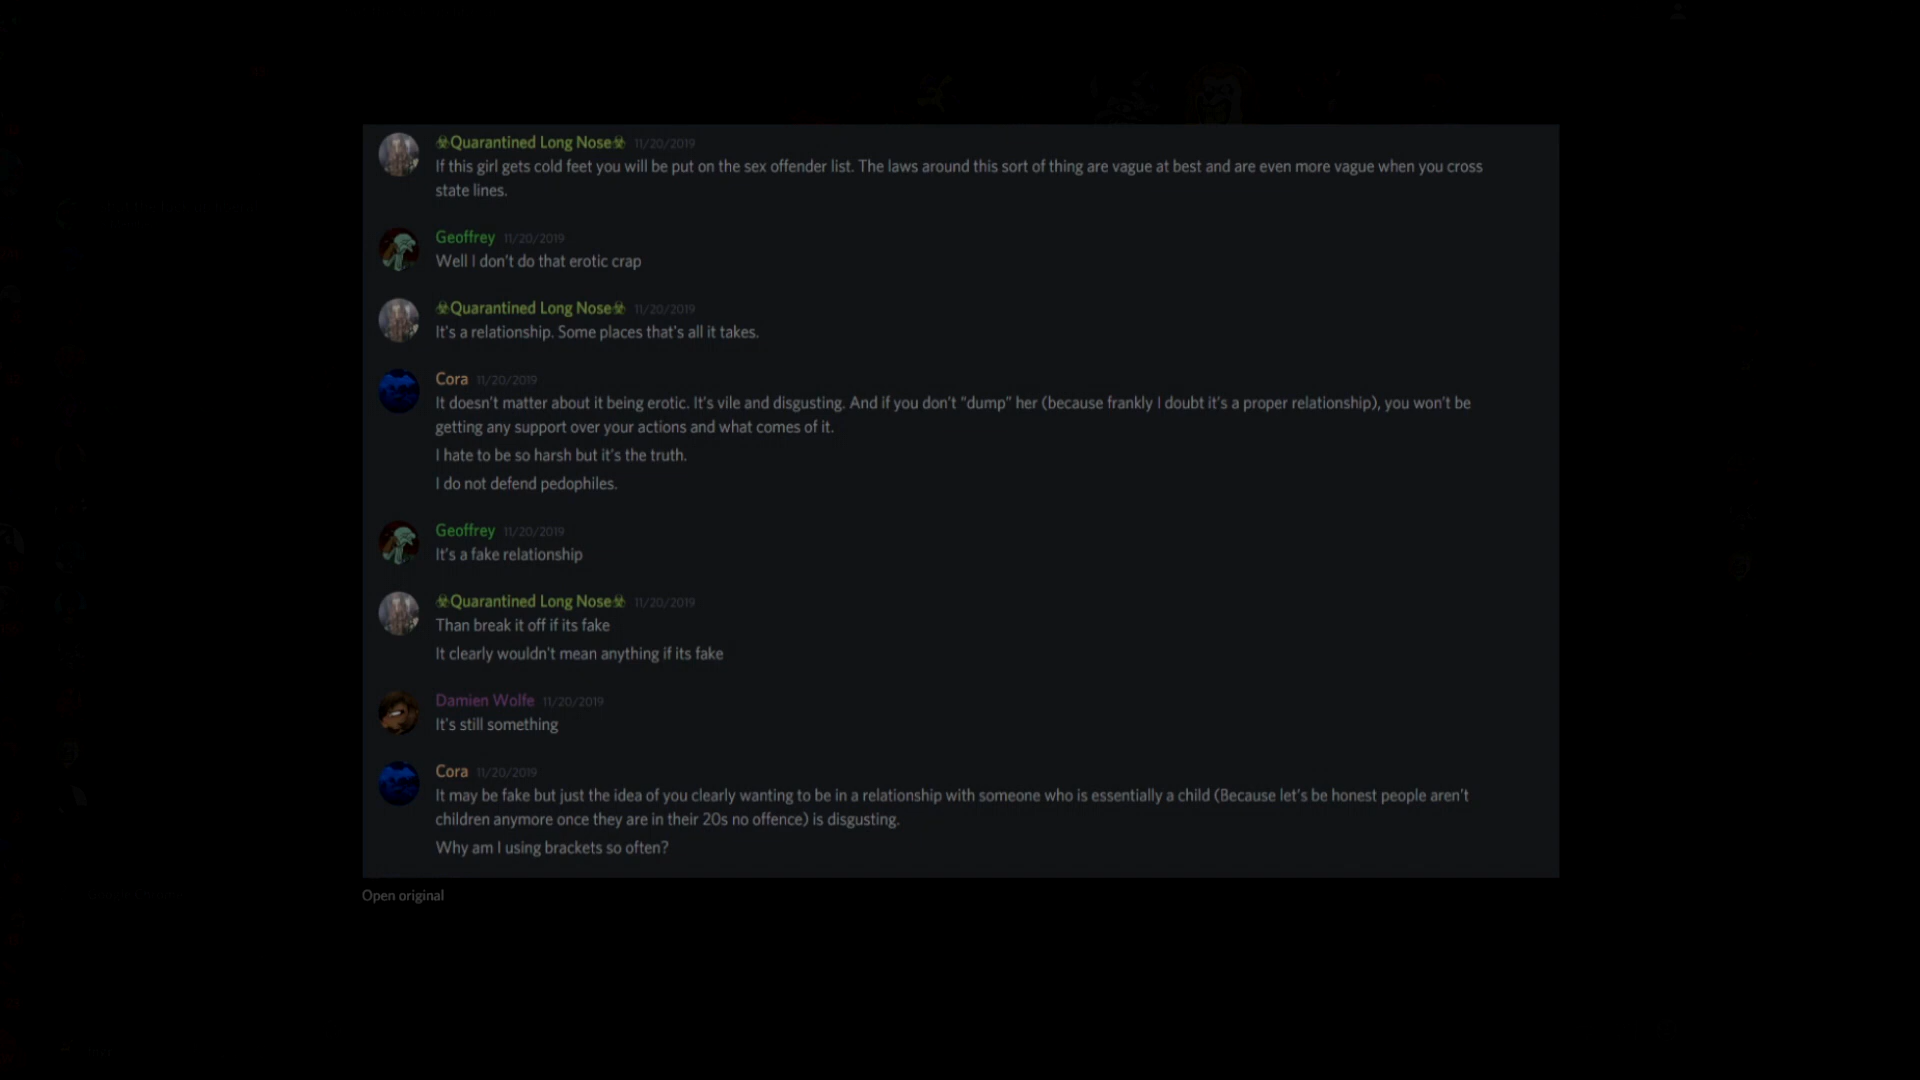 ☣Quarantined Long Nose☣ 11/20/2019
If this girl gets cold feet you will be put on the sex offender list. The laws around this sort of thing are vague at best and are even more vague when you cross
state lines.
Geoffrey 11/20/2019
Well I don't do that erotic crap
☣Quarantined Long Nose☣ 11/20/2019
It's a relationship. Some places that's all it takes.
Cora 11/20/2019
It doesn't matter about it being erotic. It's vile and disgusting. And if you don't “dump” her (because frankly I doubt it's a proper relationship), you won't be
getting any support over your actions and what comes of it.
I hate to be so harsh but it's the truth.
I do not defend pedophiles.
Geoffrey 11/20/2019
It's a fake relationship
☣Quarantined Long Nose☣ 11/20/2019
Than break it off if its fake
It clearly wouldn't mean anything if its fake
Damien Wolfe 11/20/2019
It's still something
Cora 11/20/2019
It may be fake but just the idea of you clearly wanting to be in a relationship with someone who is essentially a child (Because let's be honest people aren't
children anymore once they are in their 20s no offence) is disgusting.
Why am I using brackets so often?
Open original